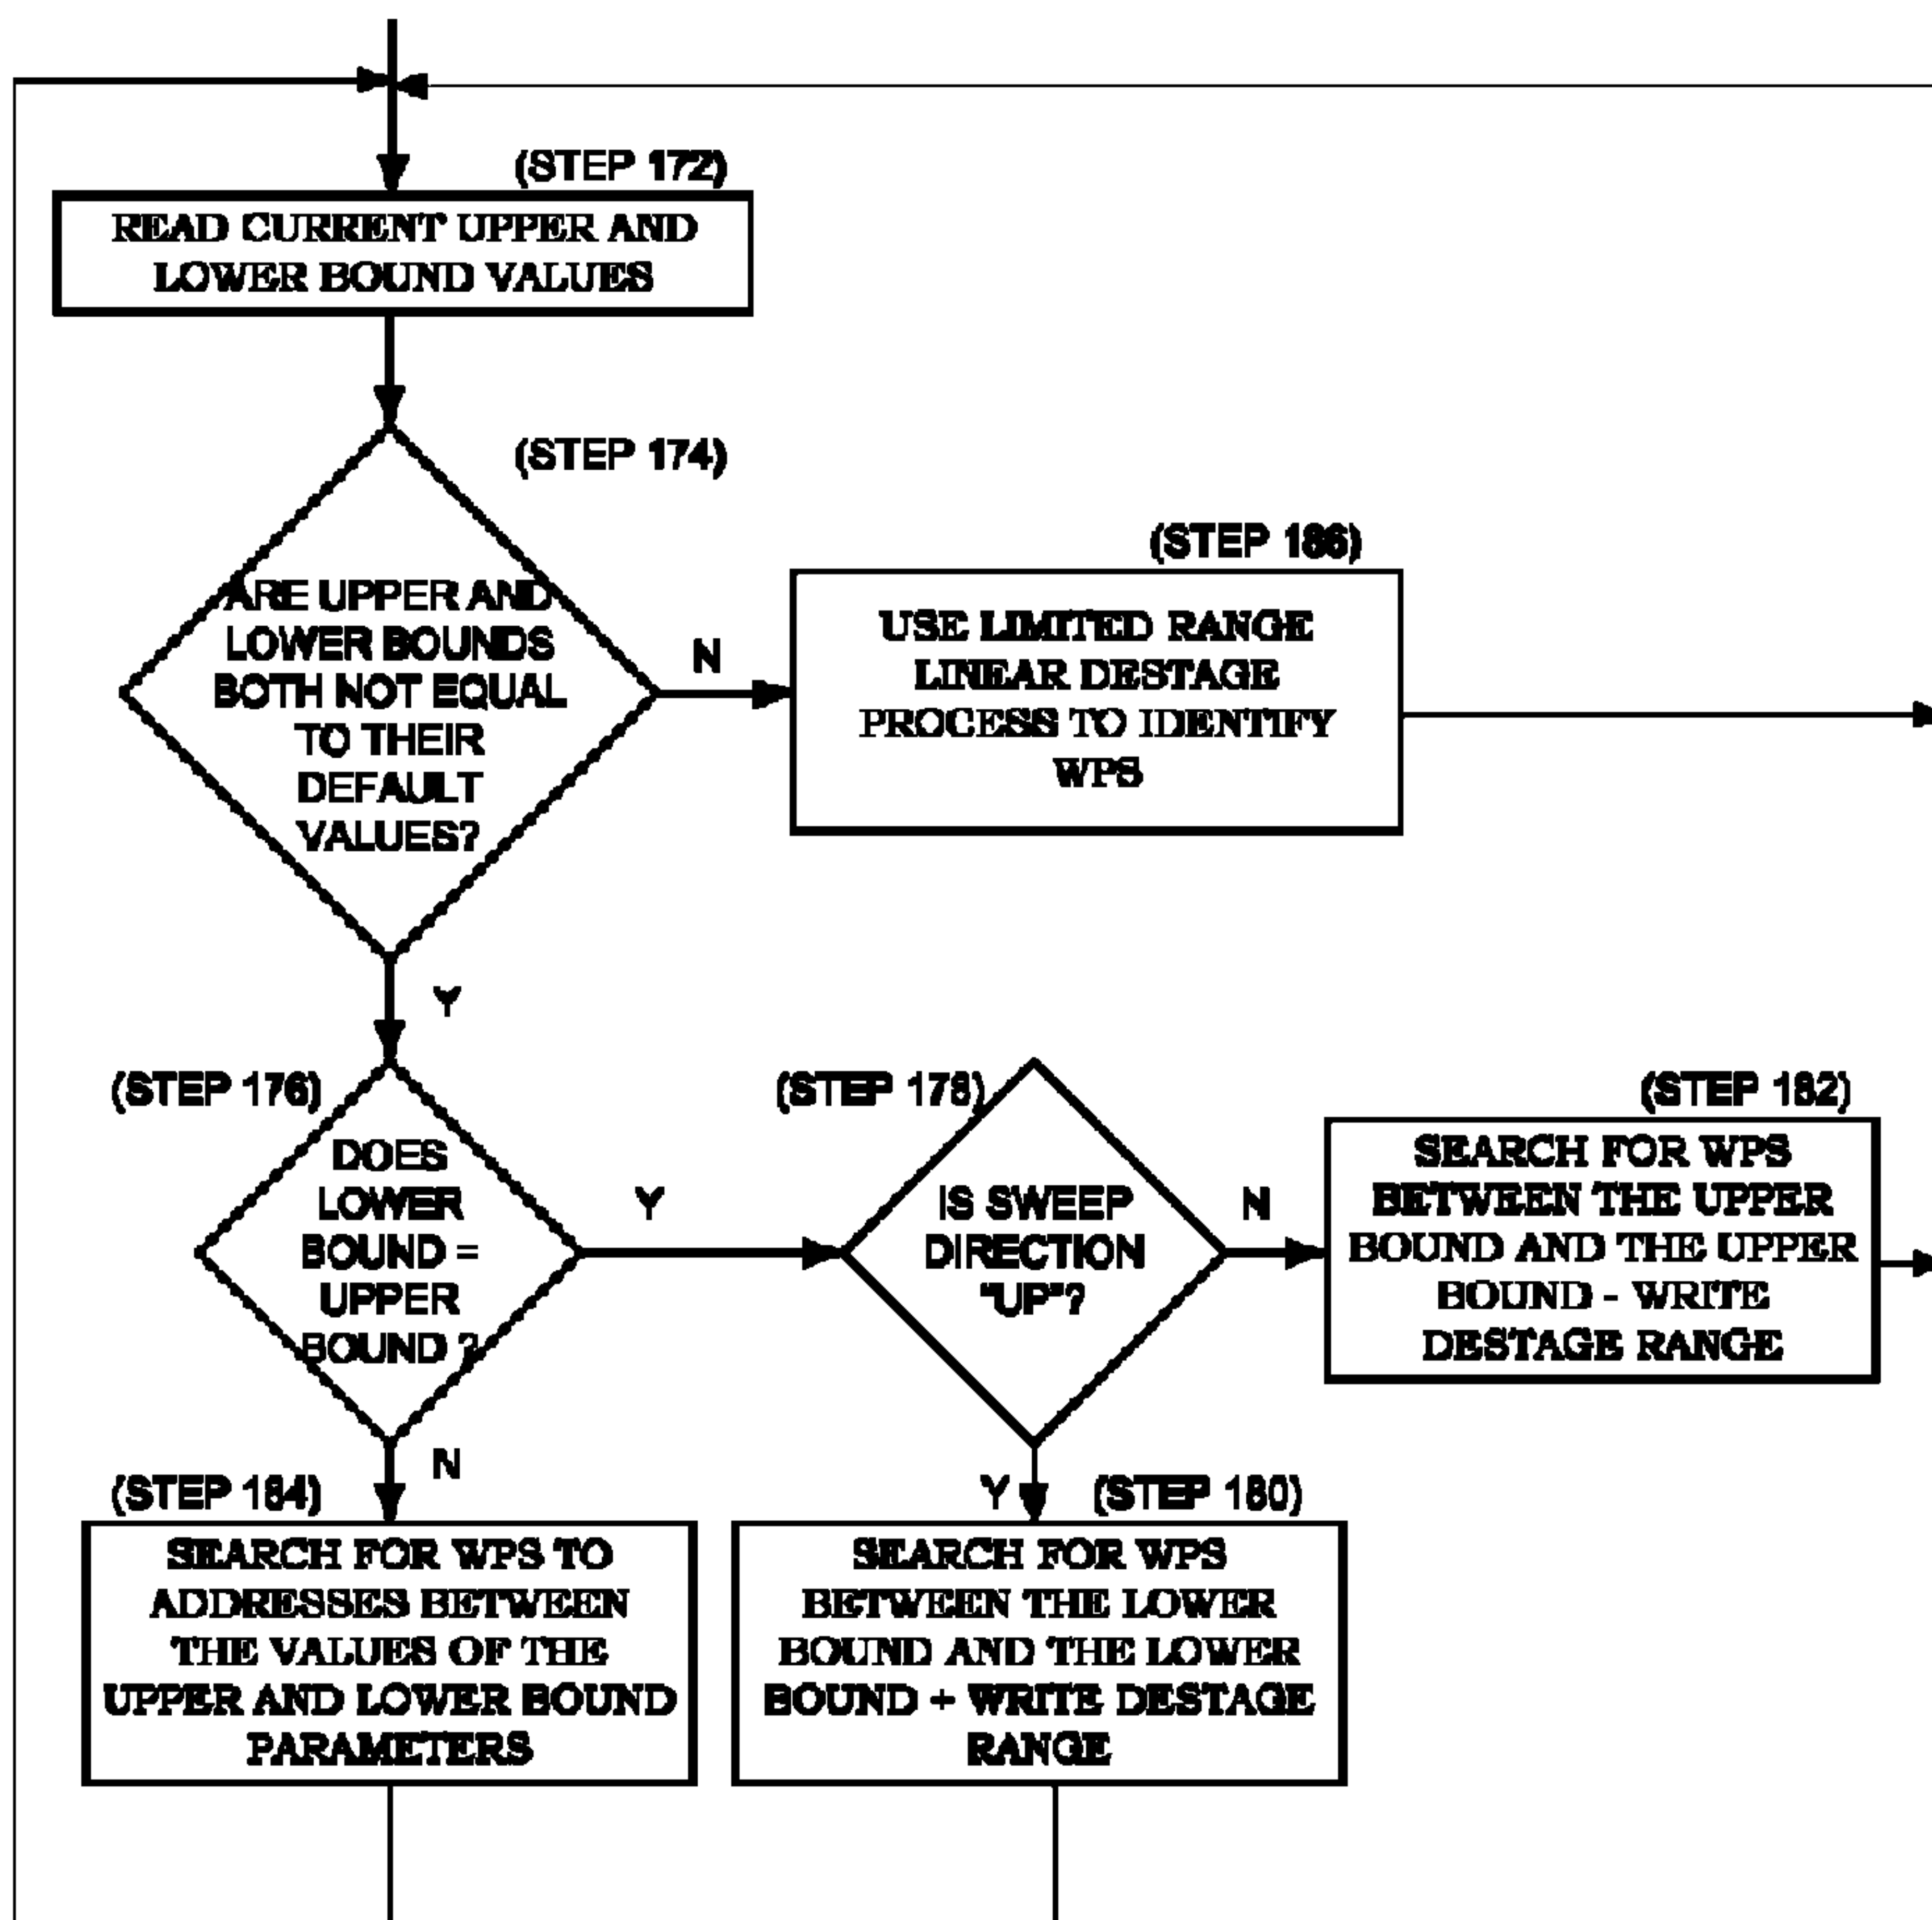 (STEP 172)
READ CURRENT UPPER AND
LOWER BOUND VALUES
(STEP 174)
ARE UPPER AND
LOWER BOUNDS
BOTH NOT EQUAL
TO THEIR
DEFAULT
VALUES?
N
(STEP 186)
USE LIMITED RANGE
LINEAR DESTAGE
PROCESS TO IDENTIFY
WPS
Y
(STEP 176)
DOES
LOWER
BOUND =
UPPER
BOUND ?
Y
(STEP 178)
IS SWEEP
DIRECTION
"UP"?
N
(STEP 182)
SEARCH FOR WPS
BETWEEN THE UPPER
BOUND AND THE UPPER
BOUND - WRITE
DESTAGE RANGE
N
(STEP 184)
SEARCH FOR WPS TO
ADDRESSES BETWEEN
THE VALUES OF THE
UPPER AND LOWER BOUND
PARAMETERS
Y
(STEP 180)
SEARCH FOR WPS
BETWEEN THE LOWER
BOUND AND THE LOWER
BOUND + WRITE DESTAGE
RANGE